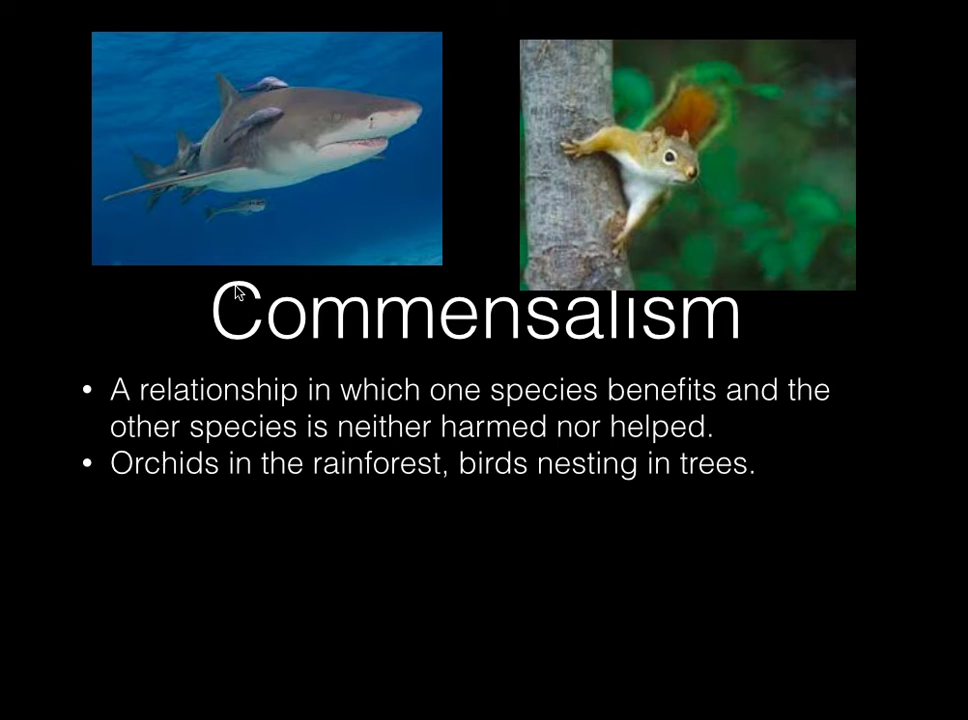 Commensalism
• A relationship in which one species benefits and the
other species is neither harmed nor helped.
• Orchids in the rainforest, birds nesting in trees.